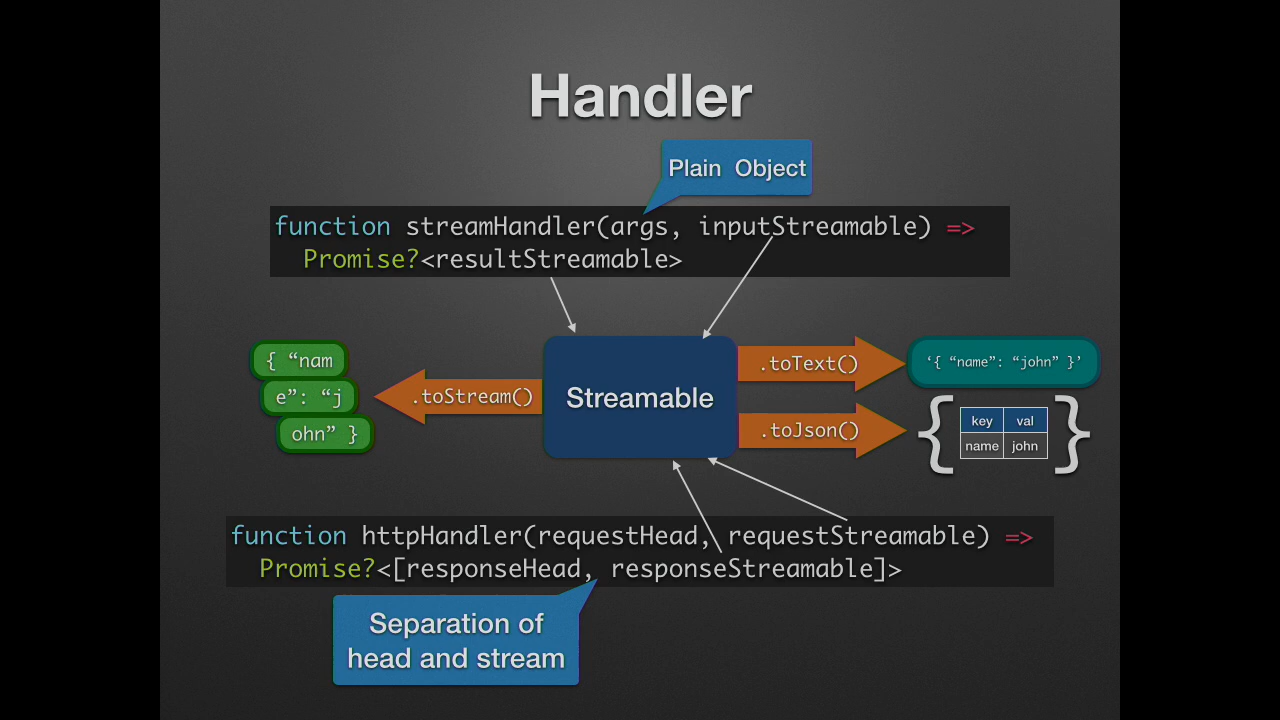 Handler
Plain Object
function streamHandler(args, inputStreamable) =>
Promise?<resultStreamable>
{ “nam
e”: “j
ohn” }
.toStream()
Streamable
.toText()
.toJson()
‘{ “name”: “john” }’
{
key val
name john
}
function httpHandler(requestHead, requestStreamable) =>
Promise?<[responseHead, responseStreamable]>
Separation of
head and stream